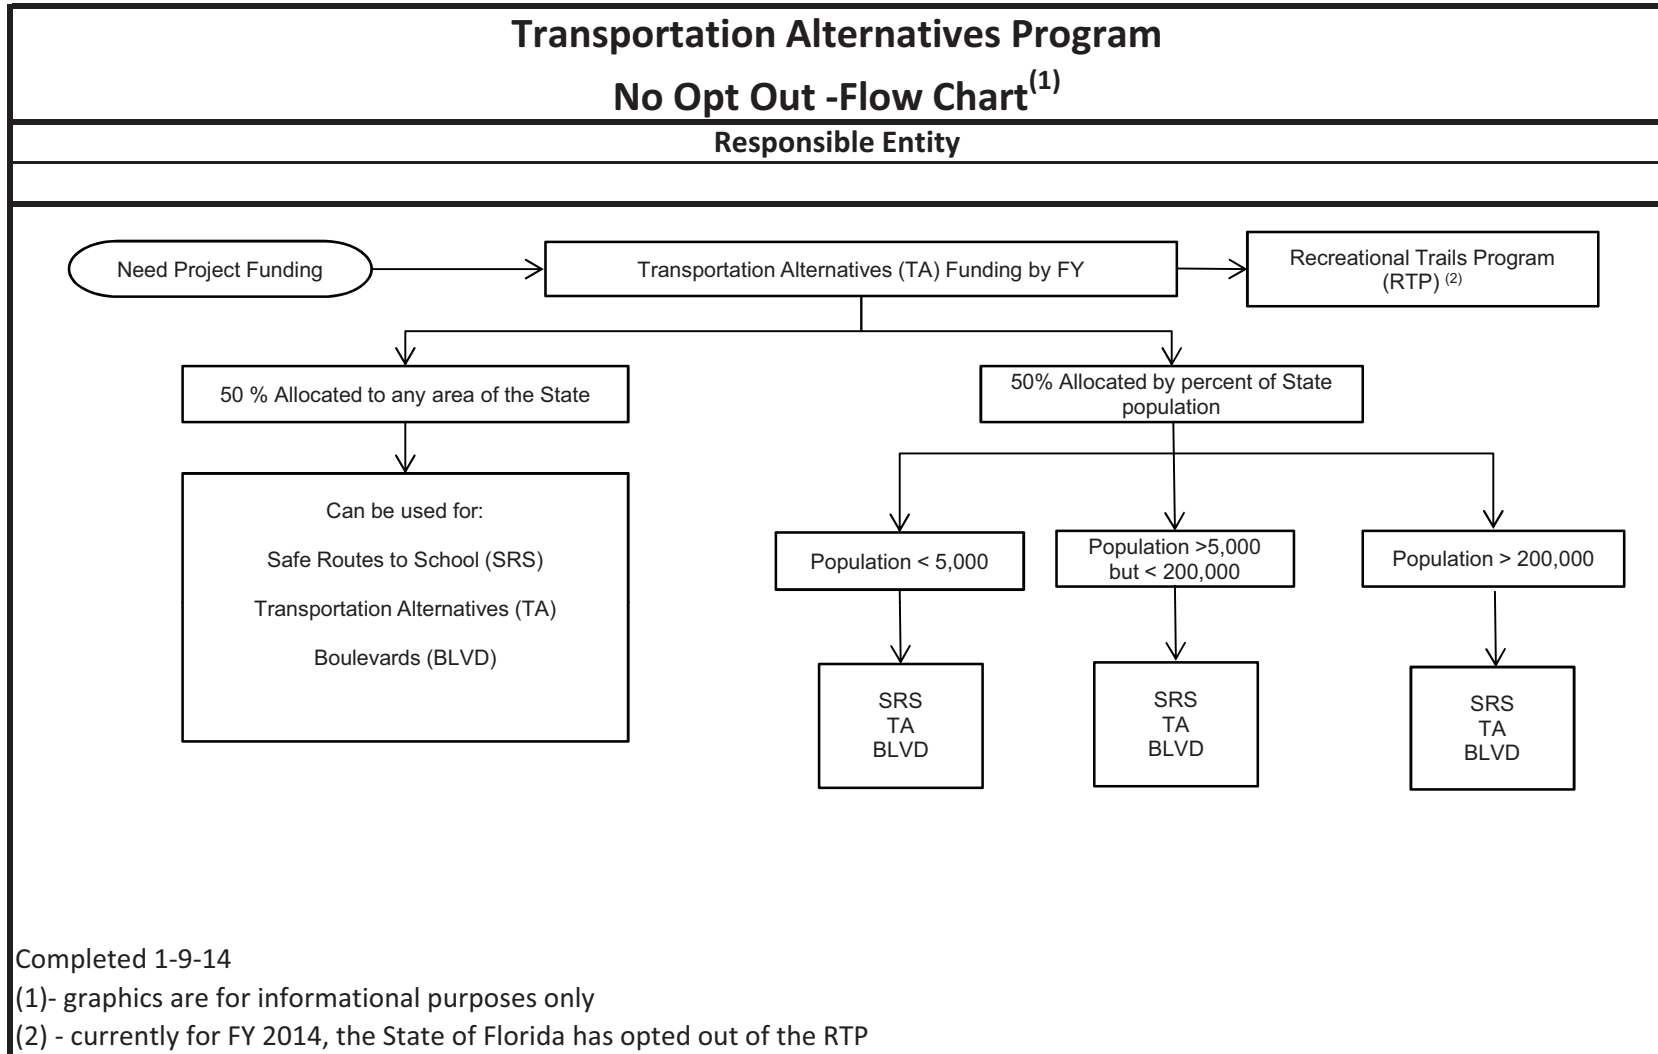 Transportation Alternatives Program
No Opt Out -Flow Chart(1)
Responsible Entity
Need Project Funding
Transportation Alternatives (TA) Funding by FY
Recreational Trails Program
(RTP) (2)
50 % Allocated to any area of the State
50% Allocated by percent of State
population
Can be used for:
Safe Routes to School (SRS)
Transportation Alternatives (TA)
Boulevards (BLVD)
Population < 5,000
Population >5,000
but < 200,000
Population > 200,000
SRS
TA
BLVD
SRS
TA
BLVD
SRS
TA
BLVD
Completed 1-9-14
(1)- graphics are for informational purposes only
(2) - currently for FY 2014, the State of Florida has opted out of the RTP